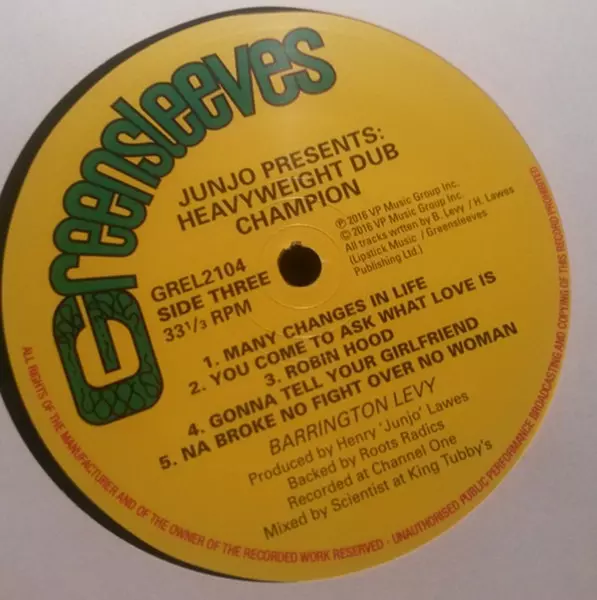 Greensleeves
JUNJO PRESENTS:
HEAVYWEIGHT DUB
CHAMPION
GREL2104
SIDE THREE
33 1/3 RPM
℗ 2016 VP Music Group Inc.
© 2016 VP Music Group Inc.
All tracks wrtten by B. Levy / H. Lawes
(Lipstick Music / Greensleeves
Publishing Ltd.)
1. MANY CHANGES IN LIFE
2. YOU COME TO ASK WHAT LOVE IS
3. ROBIN HOOD
4. GONNA TELL YOUR GIRLFRIEND
5. NA BROKE NO FIGHT OVER NO WOMAN
BARRINGTON LEVY
Produced by Henry 'Junjo' Lawes
Backed by Roots Radics
Recorded at Channel One
Mixed by Scientist at King Tubby's
ALL RIGHTS OF THE MANUFACTURER AND OF THE OWNER OF THE RECORDED WORK RESERVED - UNAUTHORISED PUBLIC PERFORMANCE BROADCASTING AND COPYING OF THIS RECORD PROHIBITED